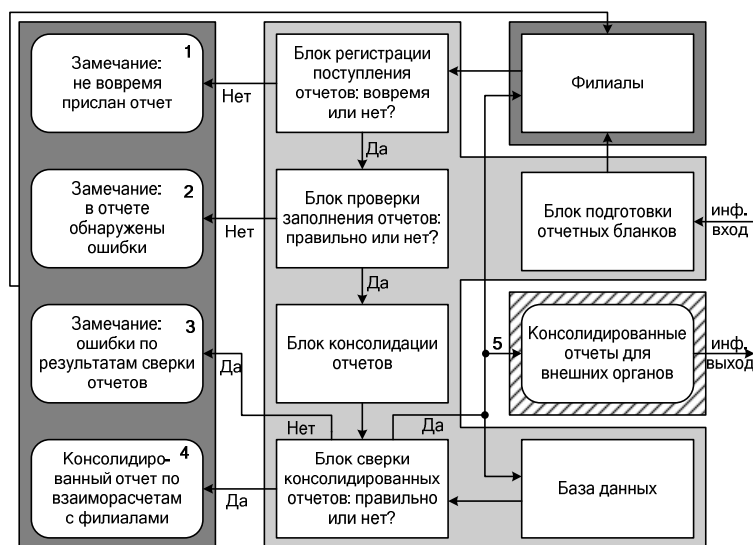 Замечание:
не вовремя
прислан отчет
1
Нет
Блок регистрации
поступления
отчетов: вовремя
или нет?
Да
Филиалы
Замечание:
в отчете
обнаружены
ошибки
2
Нет
Блок проверки
заполнения отчетов:
правильно или нет?
Да
Блок подготовки
отчетных бланков
инф.
вход
Замечание:
ошибки по
результатам сверки
отчетов
3
Да
Блок консолидации
отчетов
5
Консолидированные
отчеты для
внешних органов
инф.
выход
Нет
Да
Консолидиро-
ванный отчет по
взаиморасчетам
с филиалами
4
Да
Блок сверки
консолидированных
отчетов: правильно
или нет?
База данных